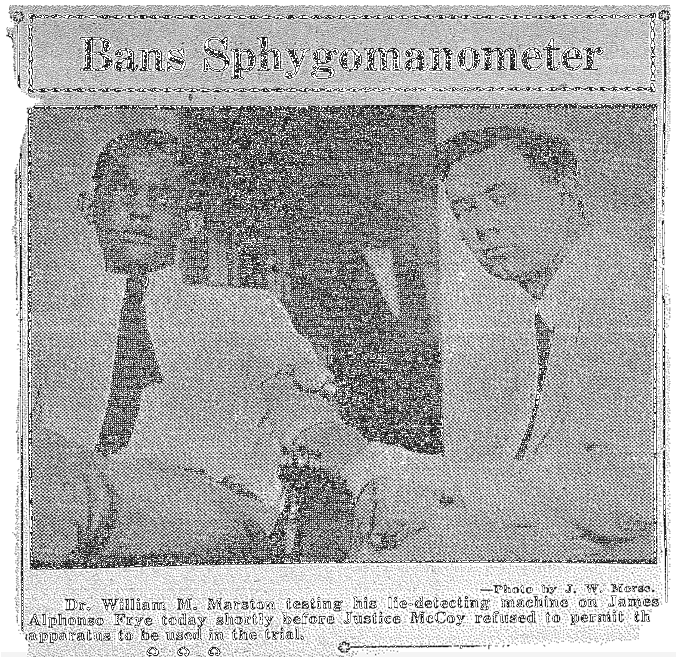 Bans Sphygomanometer
—Photo by J. W. Morse.
Dr. William M. Marston testing his lie-detecting machine on James
Alphonso Frye today shortly before Justice McCoy refused to permit th
apparatus to be used in the trial.